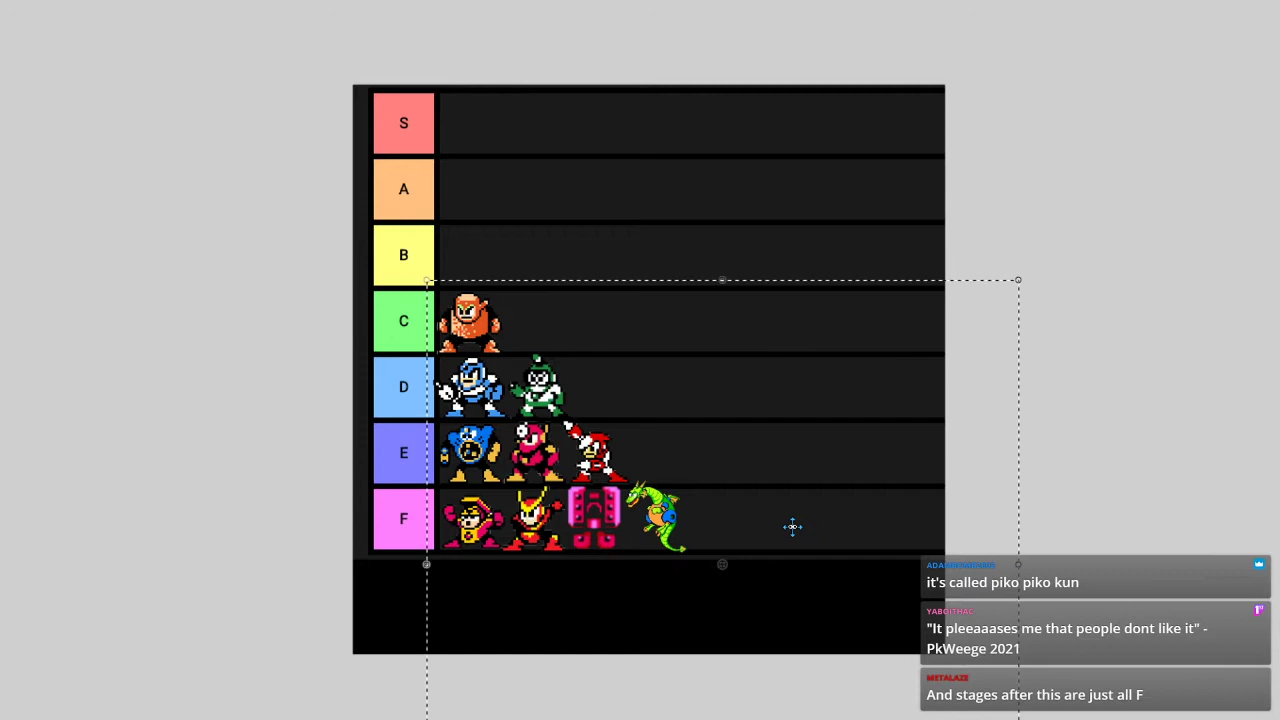 S
A
B
C
D
E
F
it's called piko piko kun
YABOITHAC
"It pleeaaases me that people dont like it" -
PkWeege 2021
METALAZE
And stages after this are just all F